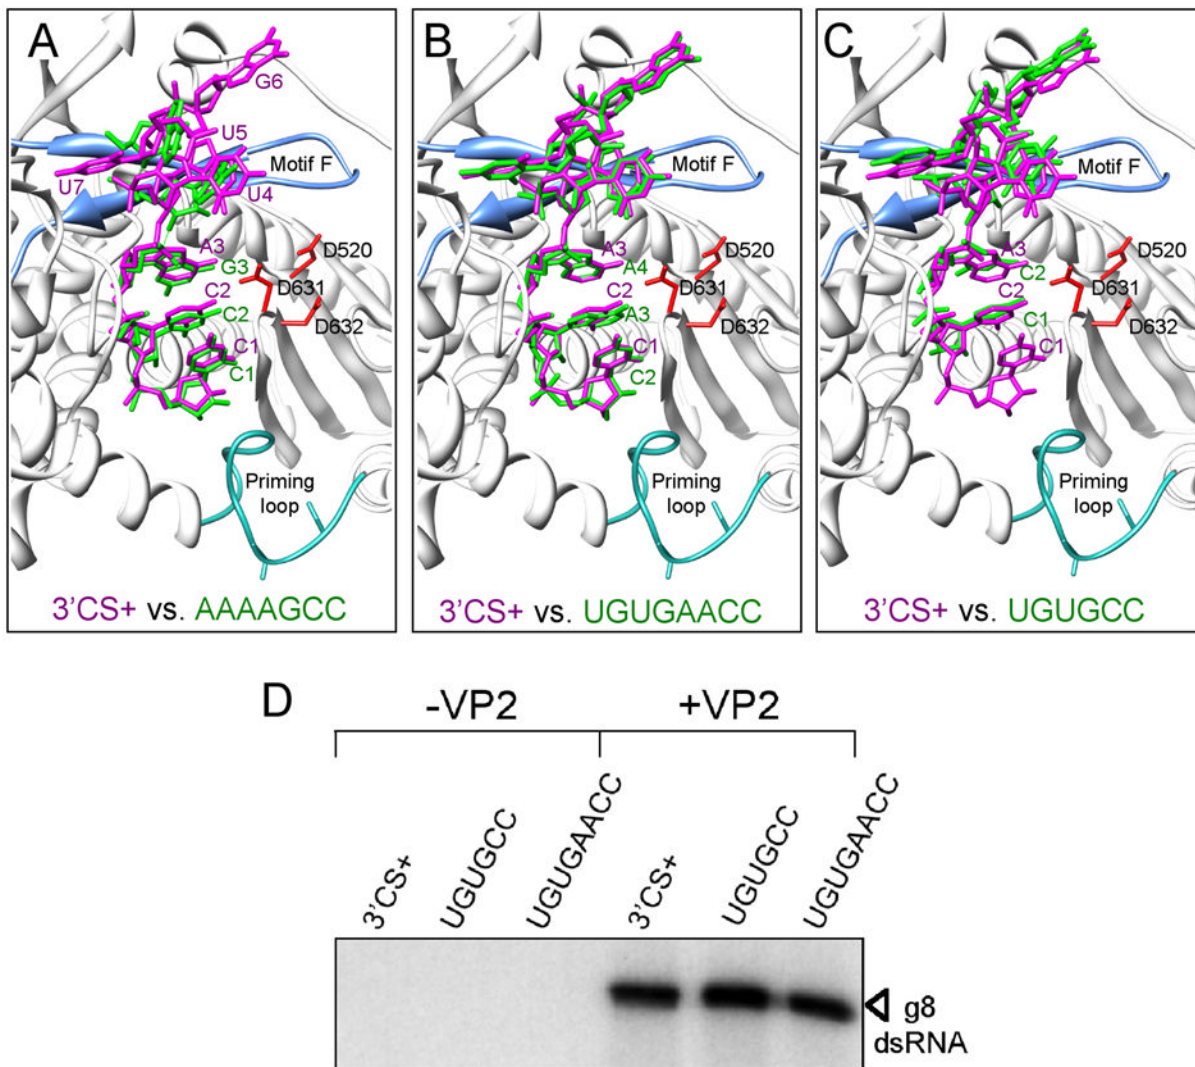 A
G6
U5
Motif F
U7
U4
A3
G3
D520
C2
D631
C2
D632
C1
C1
Priming
loop
3'CS+ vs. AAAAGCC
B
Motif F
A3
A4
D520
C2
D631
A3
D632
C1
C2
Priming
loop
3'CS+ vs. UGUGAACC
C
Motif F
A3
C2
D520
C2
D631
C1
D632
C1
Priming
loop
3'CS+ vs. UGUGCC
D
-VP2
+VP2
3'CS+
UGUGCC
UGUGAACC
3'CS+
UGUGCC
UGUGAACC
g8
dsRNA